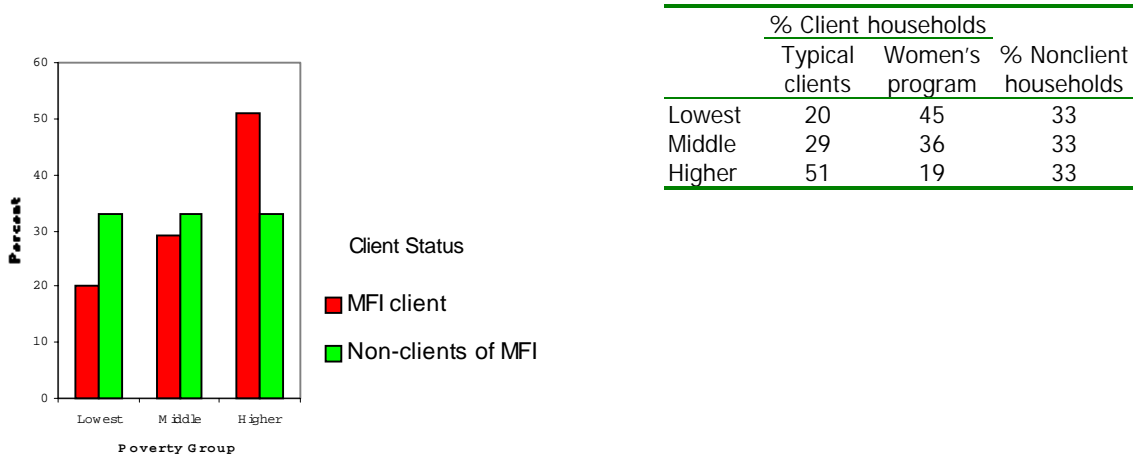 60
50
40
30
20
10
0
Percent
Lowest Middle Higher
Poverty Group
Client Status
MFI client
Non-clients of MFI
% Client households
Typical Women's % Nonclient
clients program households
Lowest 20 45 33
Middle 29 36 33
Higher 51 19 33